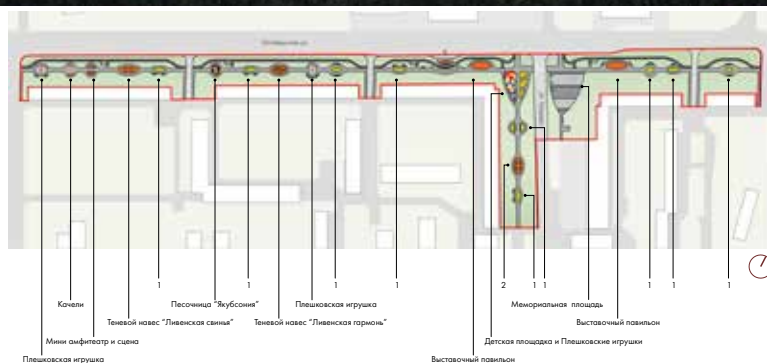 1
1
1
1
2
1
1
1
1
1
Качели
Песочница "Якубсония"
Плешковская игрушка
Мемориальная площадь
Теневой навес "Ливенская свинья"
Теневой навес "Ливенская гармонь"
Выставочный павильон
Мини амфитеатр и сцена
Детская площадка и Плешковские игрушки
Плешковская игрушка
Выставочный павильон